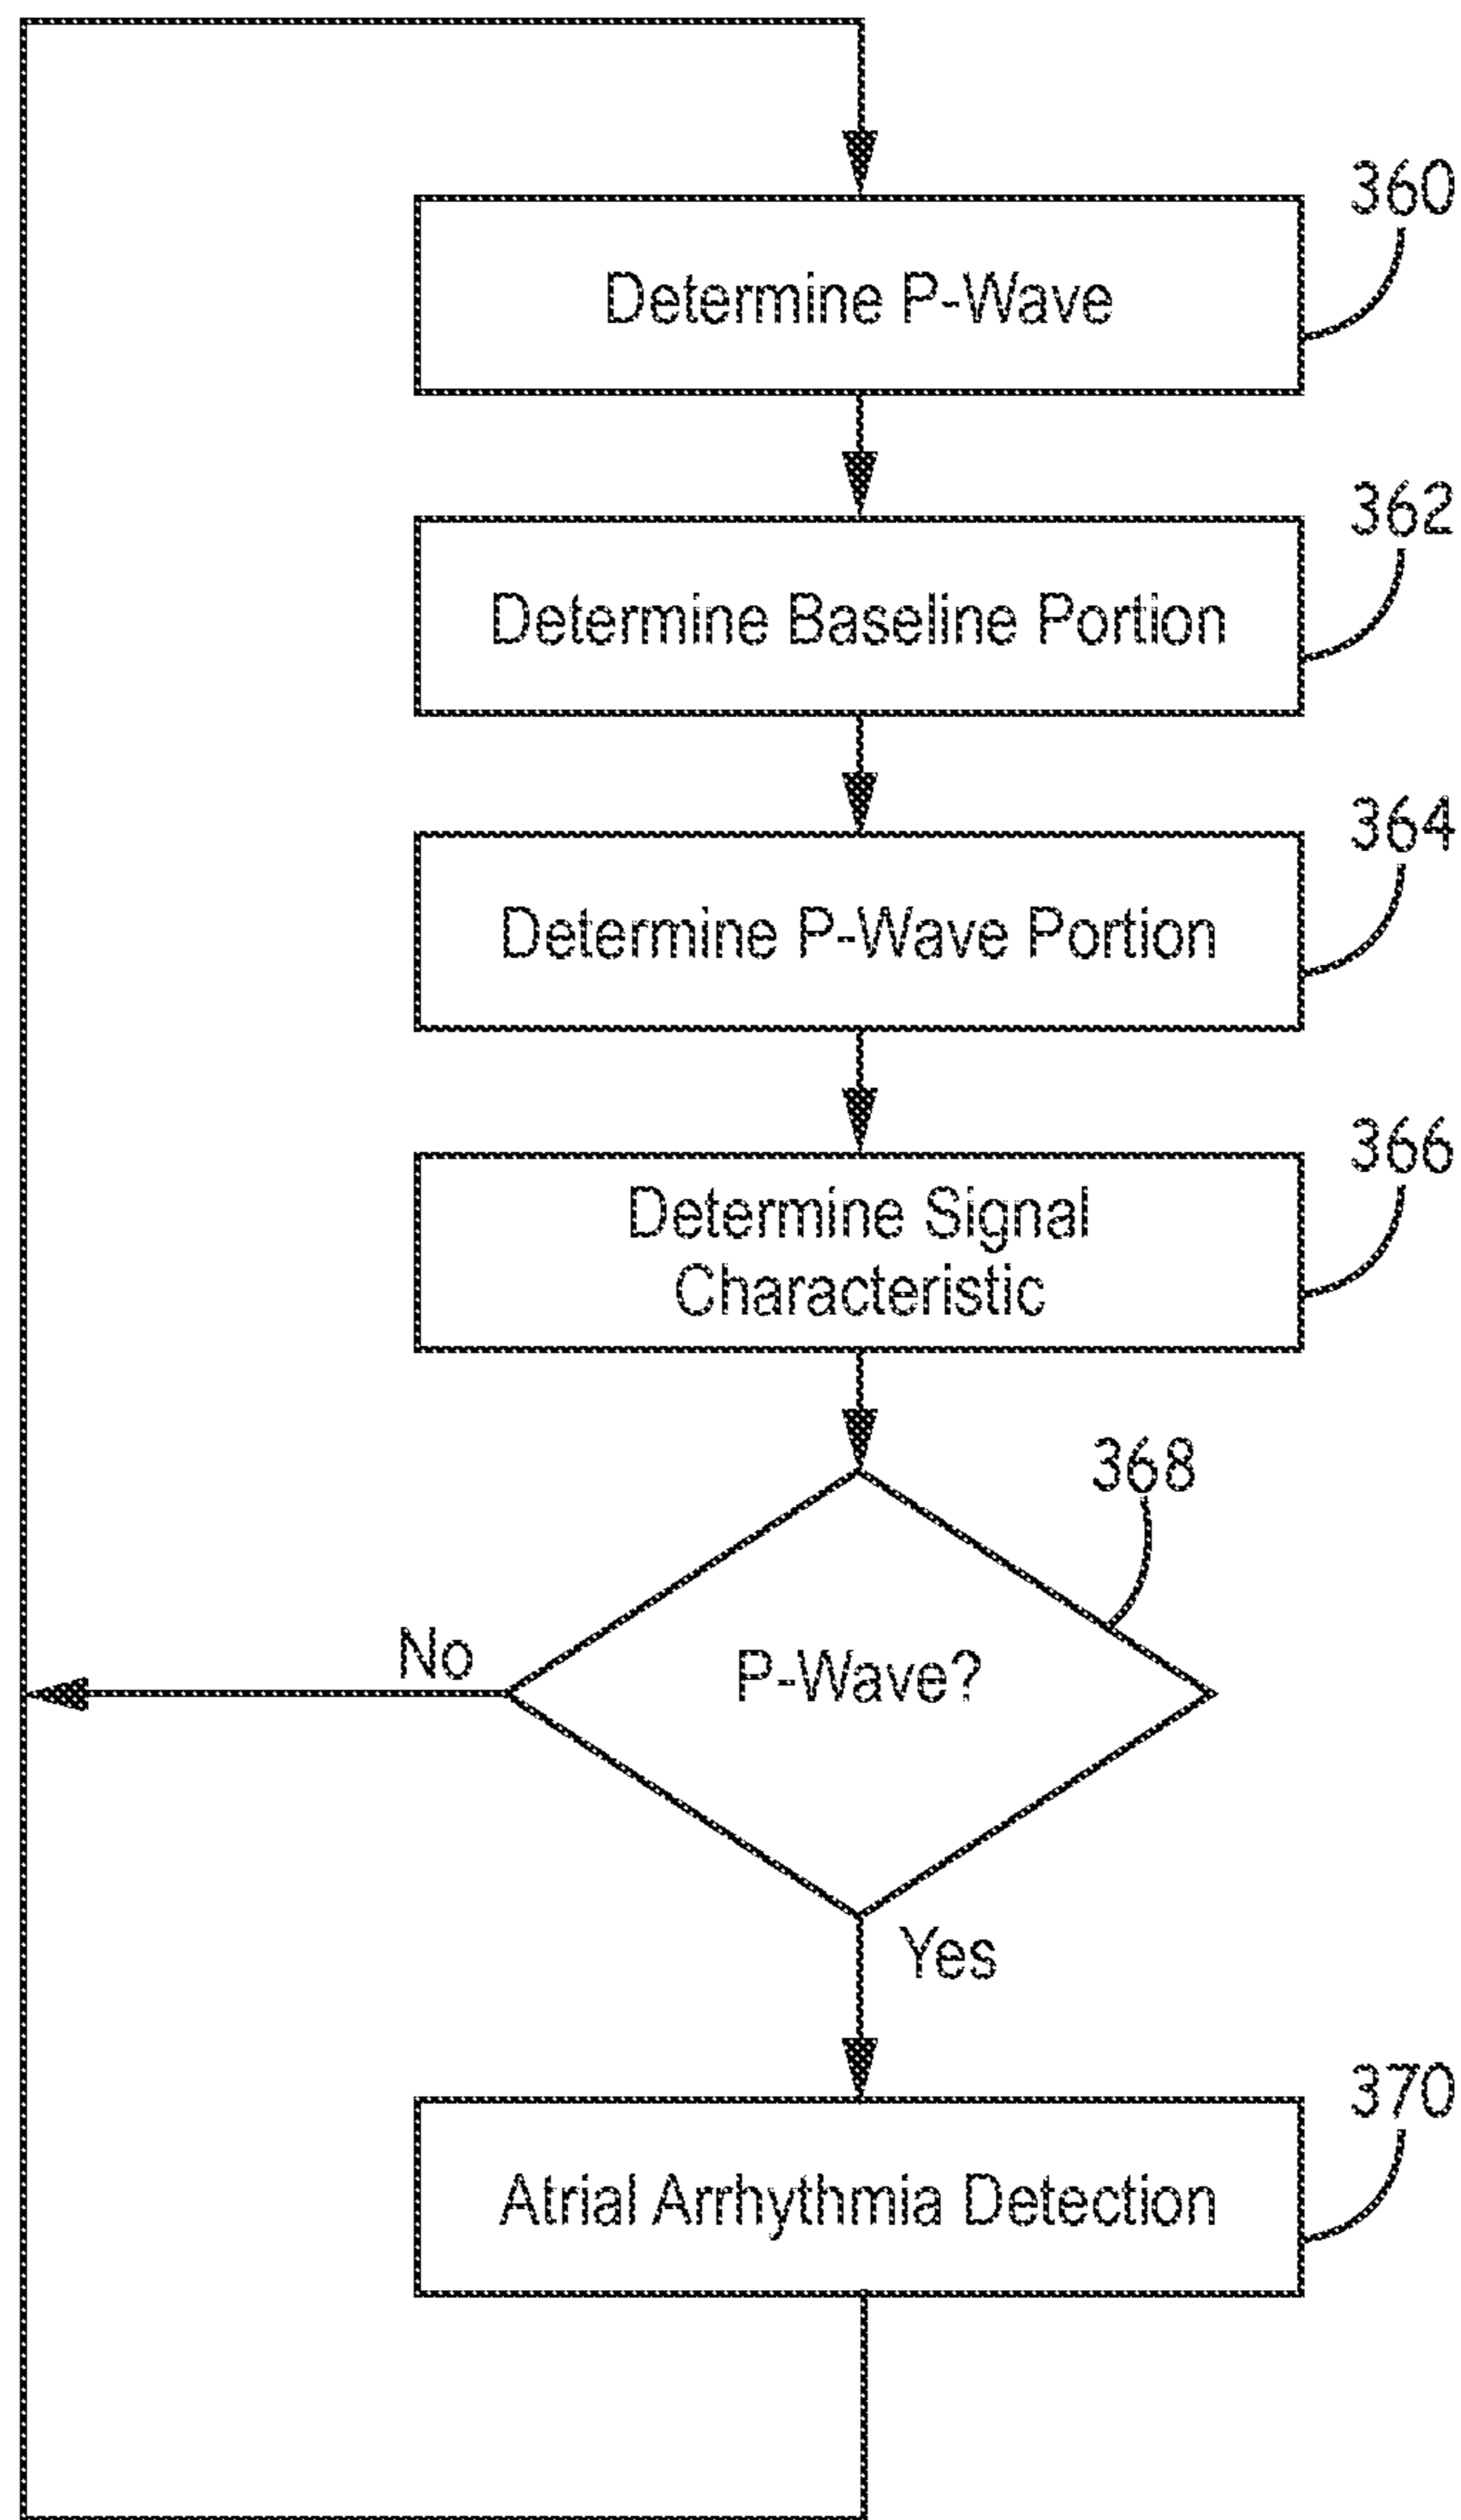 360
Determine P-Wave
362
Determine Baseline Portion
364
Determine P-Wave Portion
366
Determine Signal
Characteristic
368
No
P-Wave?
Yes
370
Atrial Arrhythmia Detection